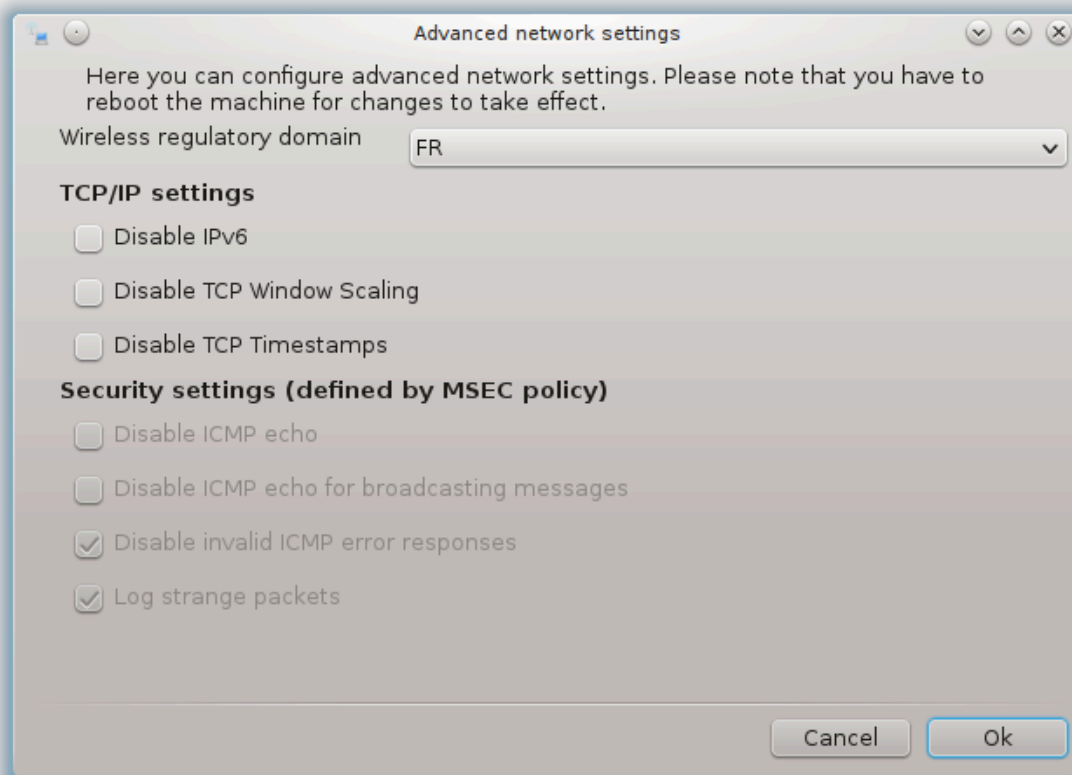 Advanced network settings
Here you can configure advanced network settings. Please note that you have to
reboot the machine for changes to take effect.
Wireless regulatory domain
FR
TCP/IP settings
Disable IPv6
Disable TCP Window Scaling
Disable TCP Timestamps
Security settings (defined by MSEC policy)
Disable ICMP echo
Disable ICMP echo for broadcasting messages
Disable invalid ICMP error responses
Log strange packets
Cancel
Ok